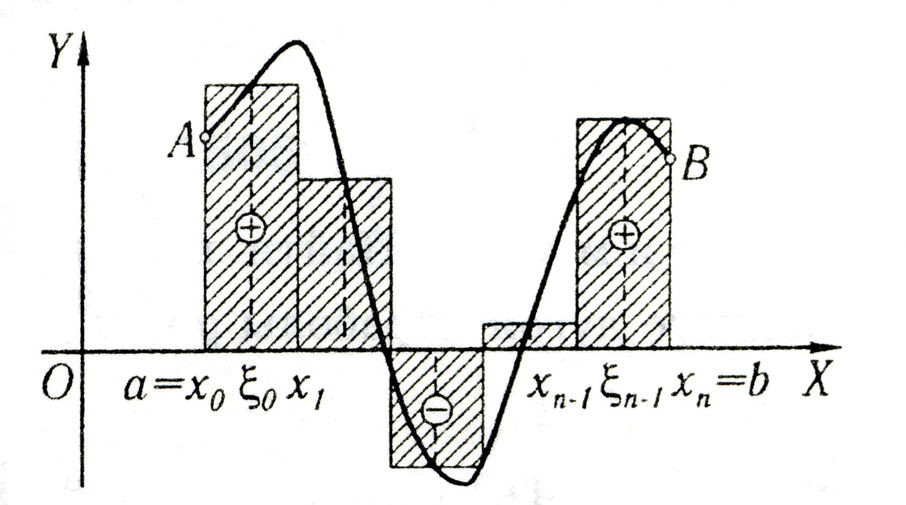 Y
A
B
+
+
−
O a=x₀ ξ₀ x₁ xₙ₋₁ ξₙ₋₁ xₙ=b X